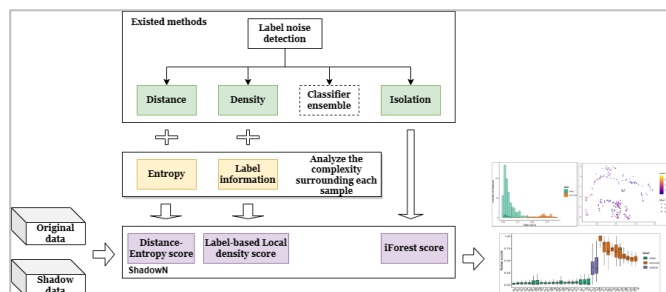 Existed methods
Label noise
detection
Distance
Density
Classifier
ensemble
Isolation
Entropy
Label
information
Analyze the
complexity
surrounding each
sample
Original
data
Shadow
data
Distance-
Entropy score
Label-based Local
density score
iForest score
ShadowN